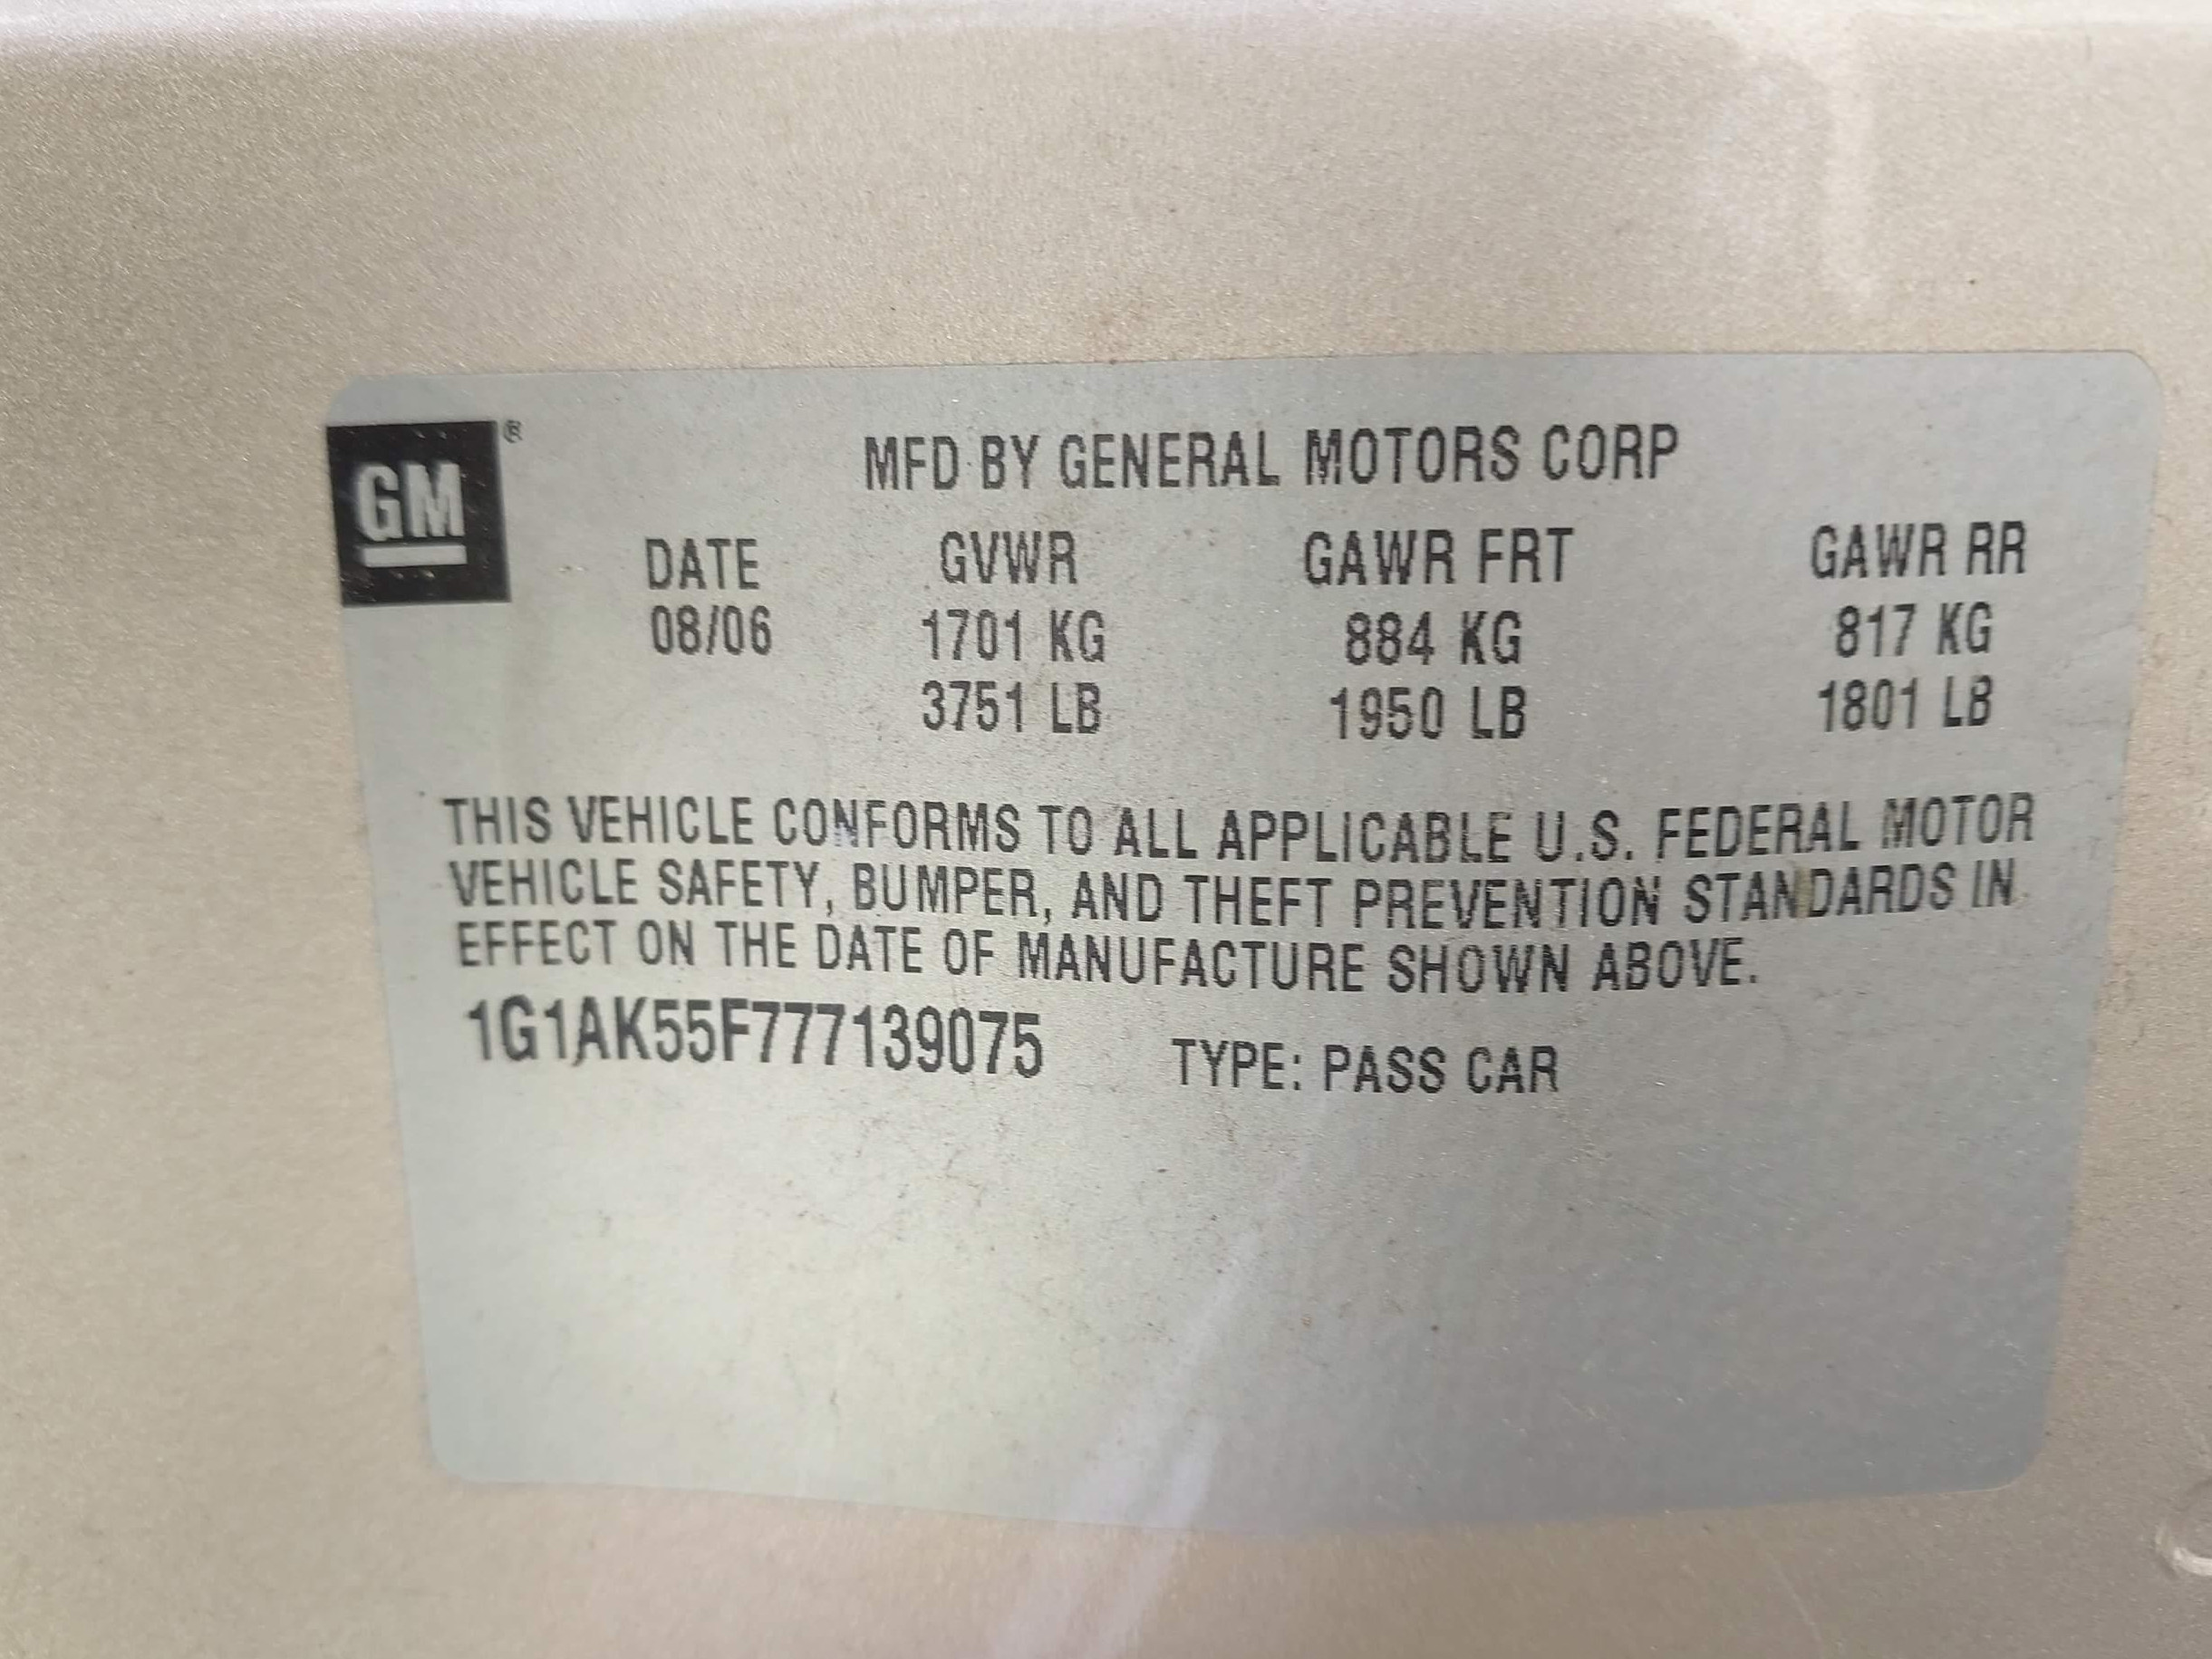 GM ®
MFD BY GENERAL MOTORS CORP
DATE GVWR GAWR FRT GAWR RR
08/06 1701 KG 884 KG 817 KG
3751 LB 1950 LB 1801 LB
THIS VEHICLE CONFORMS TO ALL APPLICABLE U.S. FEDERAL MOTOR
VEHICLE SAFETY, BUMPER, AND THEFT PREVENTION STANDARDS IN
EFFECT ON THE DATE OF MANUFACTURE SHOWN ABOVE.
1G1AK55F777139075 TYPE: PASS CAR